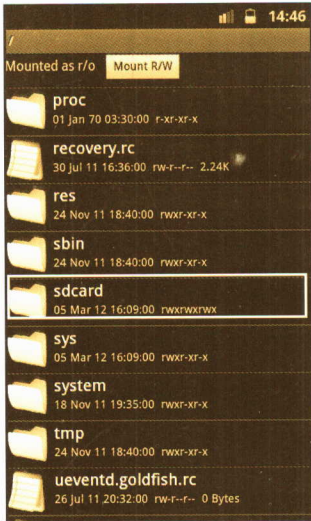 14:46
/
Mounted as r/o Mount R/W
proc
01 Jan 70 03:30:00 r-xr-xr-x
recovery.rc
30 Jul 11 16:36:00 rw-r--r-- 2.24K
res
24 Nov 11 18:40:00 rwxr-xr-x
sbin
24 Nov 11 18:40:00 rwxr-xr-x
sdcard
05 Mar 12 16:09:00 rwxrwxrwx
sys
05 Mar 12 16:09:00 rwxr-xr-x
system
18 Nov 11 19:35:00 rwxr-xr-x
tmp
24 Nov 11 18:40:00 rwxr-xr-x
ueventd.goldfish.rc
26 Jul 11 20:32:00 rw-r--r-- 0 Bytes